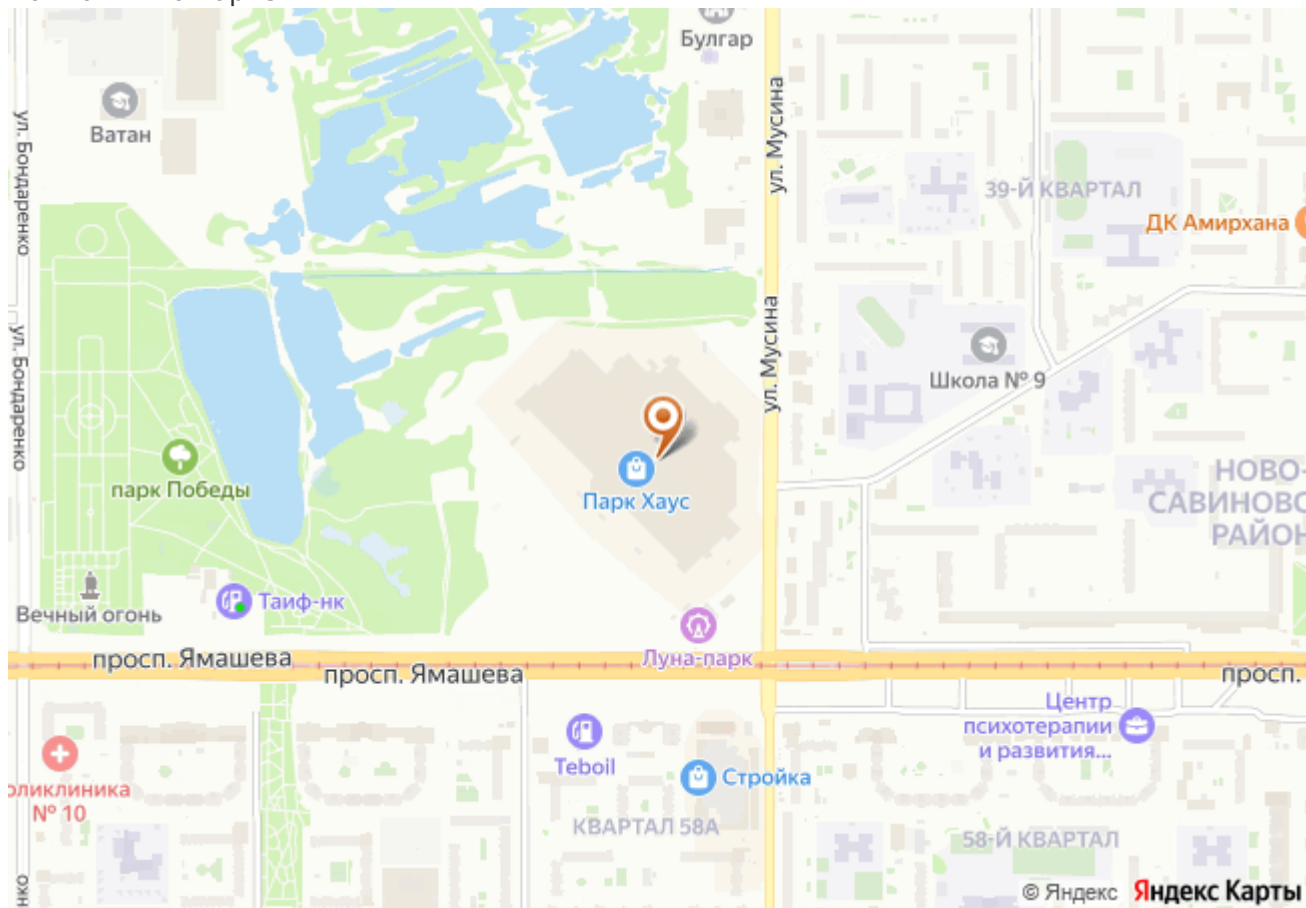 Булгар
Ватан
ул. Бондаренко
ул. Мусина
39-Й КВАРТАЛ
ДК Амирхана
ул. Бондаренко
ул. Мусина
Школа № 9
парк Победы
Парк Хаус
НОВО-
САВИНОВС
РАЙОН
Вечный огонь
Таиф-нк
Луна-парк
просп. Ямашева
просп. Ямашева
просп.
Центр
психотерапии
и развития...
Teboil
Стройка
оликлиника
№ 10
КВАРТАЛ 58А
58-Й КВАРТАЛ
© Яндекс Яндекс Карты